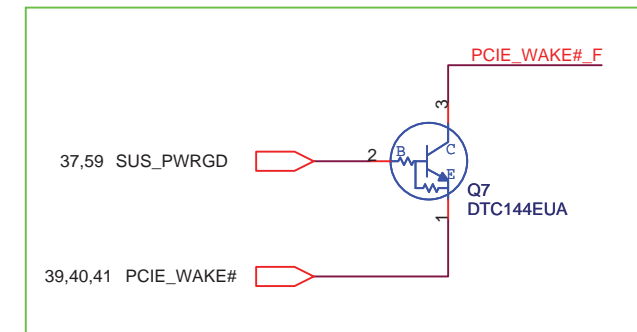 PCIE_WAKE#_F
3
37,59 SUS_PWRGD
2
B
C
E
Q7
DTC144EUA
1
39,40,41 PCIE_WAKE#